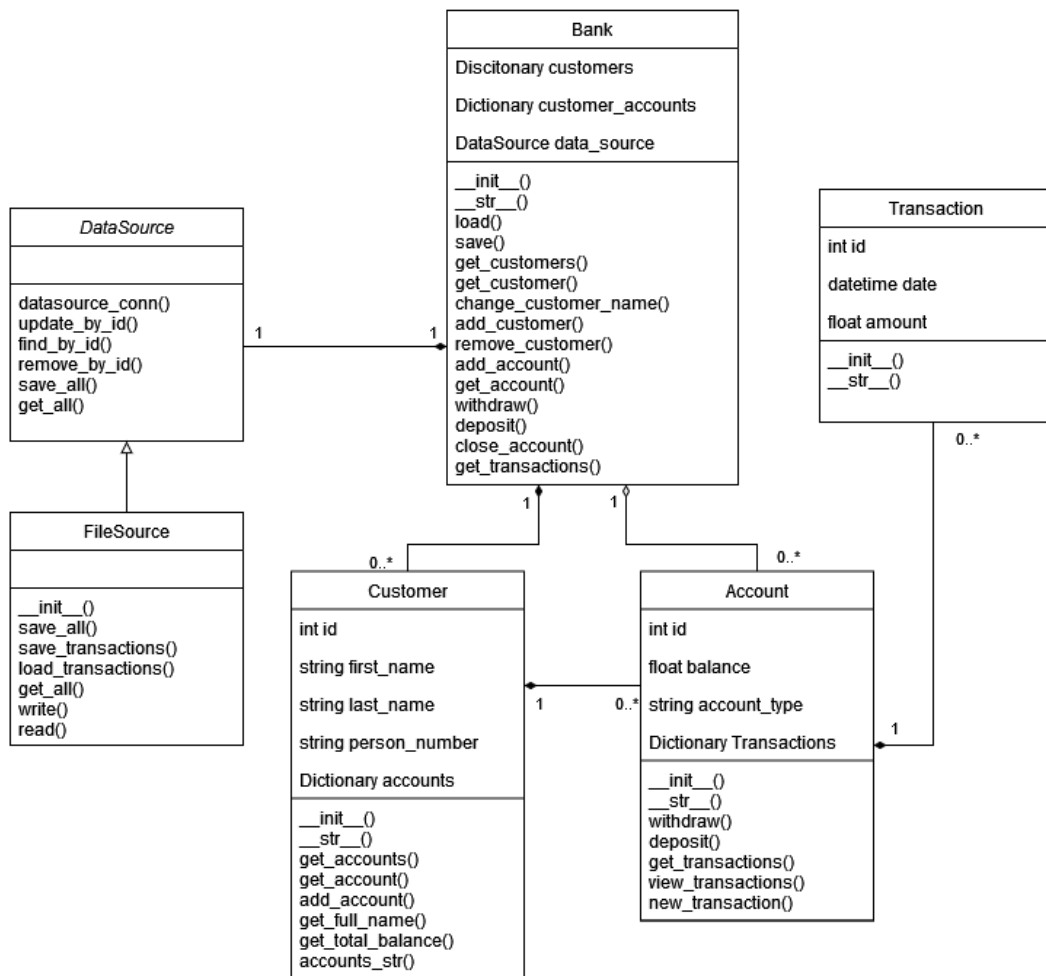 Bank
Discitonary customers
Dictionary customer_accounts
DataSource data_source
__init__()
__str__()
load()
save()
get_customers()
get_customer()
change_customer_name()
add_customer()
remove_customer()
add_account()
get_account()
withdraw()
deposit()
close_account()
get_transactions()
DataSource
datasource_conn()
update_by_id()
find_by_id()
remove_by_id()
save_all()
get_all()
1
1
Transaction
int id
datetime date
float amount
__init__()
__str__()
0..*
FileSource
__init__()
save_all()
save_transactions()
load_transactions()
get_all()
write()
read()
1
1
0..*
0..*
Customer
int id
string first_name
string last_name
string person_number
Dictionary accounts
__init__()
__str__()
get_accounts()
get_account()
add_account()
get_full_name()
get_total_balance()
accounts_str()
1
0..*
Account
int id
float balance
string account_type
Dictionary Transactions
__init__()
__str__()
withdraw()
deposit()
get_transactions()
view_transactions()
new_transaction()
1